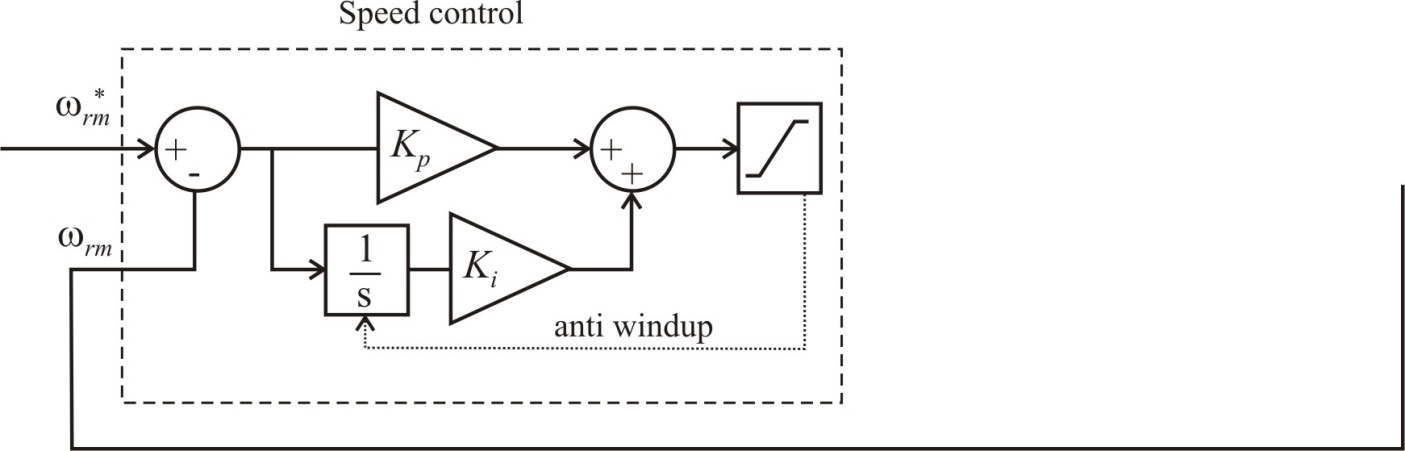 Speed control
ω*rm
+
-
Kp
+
+
ωrm
1
s
Ki
anti windup